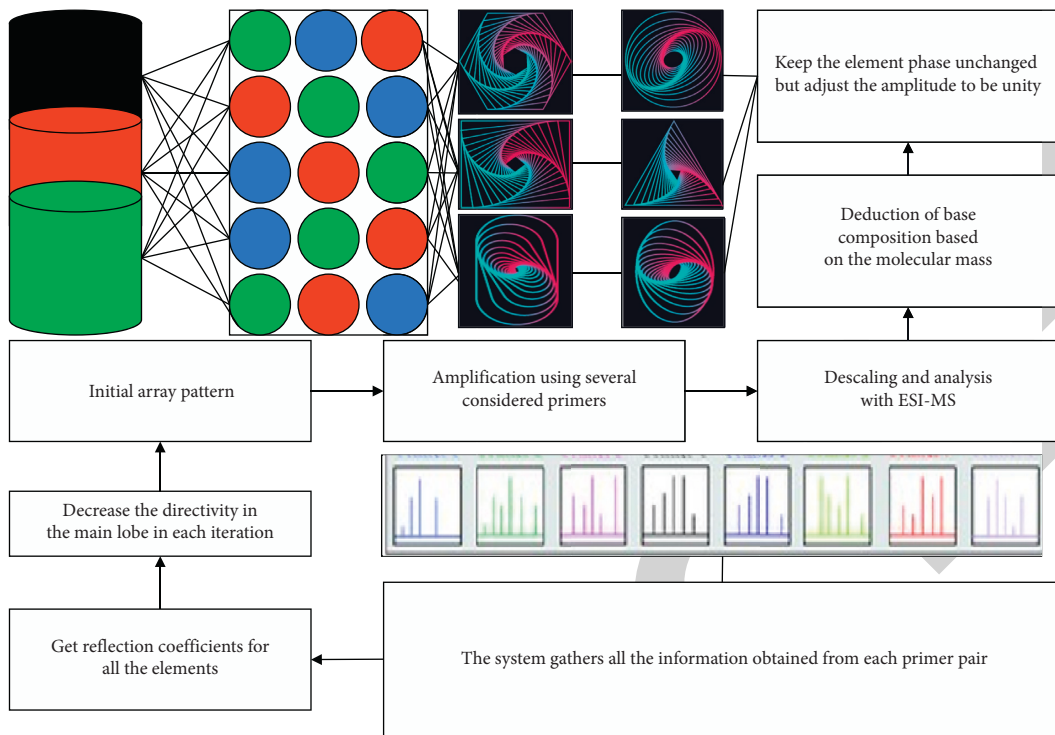 Keep the element phase unchanged
but adjust the amplitude to be unity
Deduction of base
composition based
on the molecular mass
Initial array pattern
Amplification using several
considered primers
Descaling and analysis
with ESI-MS
Decrease the directivity in
the main lobe in each iteration
Get reflection coefficients for
all the elements
The system gathers all the information obtained from each primer pair